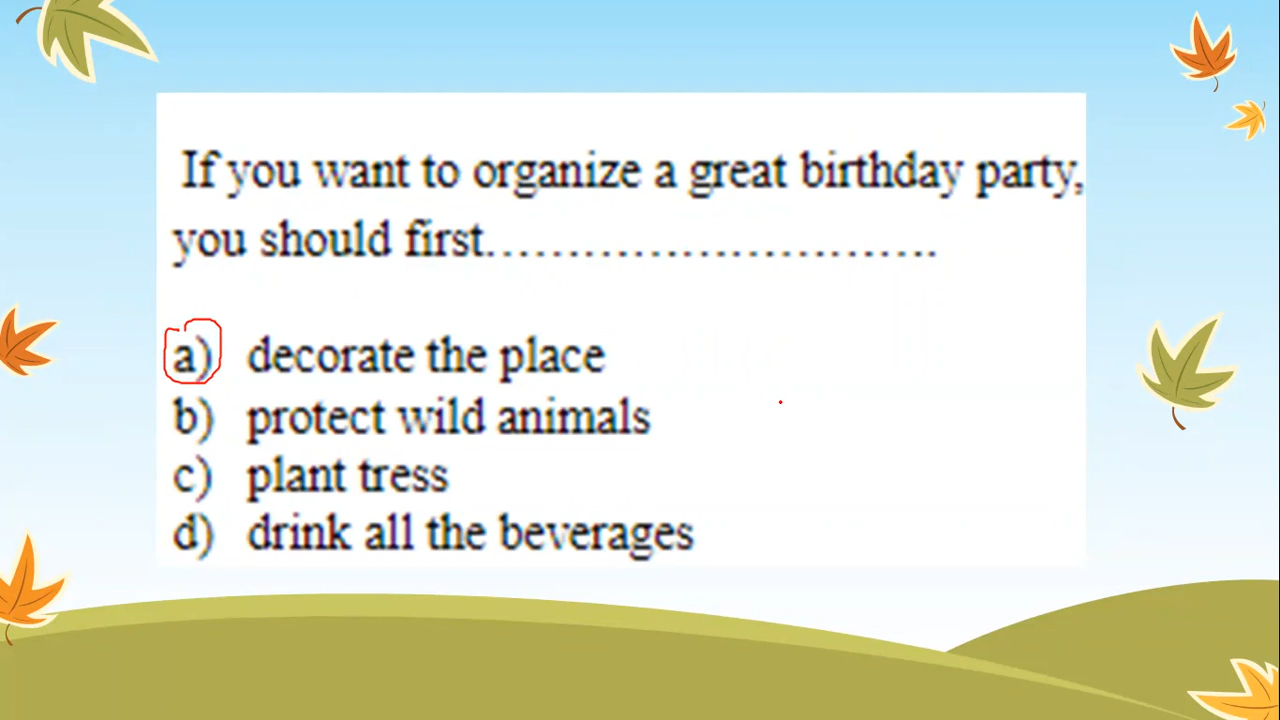 If you want to organize a great birthday party,
you should first...............................
a) decorate the place
b) protect wild animals
c) plant tress
d) drink all the beverages